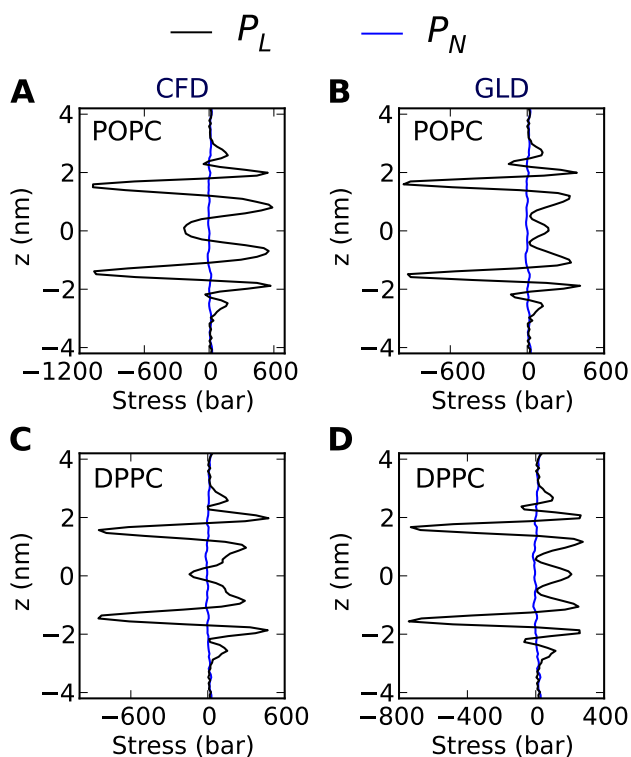 P_L P_N
A CFD B GLD
POPC POPC
4 4
2 2
0 0
−2 −2
−4 −4
z (nm) z (nm)
−1200 −600 0 600 −600 0 600
Stress (bar) Stress (bar)
C D
DPPC DPPC
4 4
2 2
0 0
−2 −2
−4 −4
z (nm) z (nm)
−600 0 600 −800 −400 0 400
Stress (bar) Stress (bar)